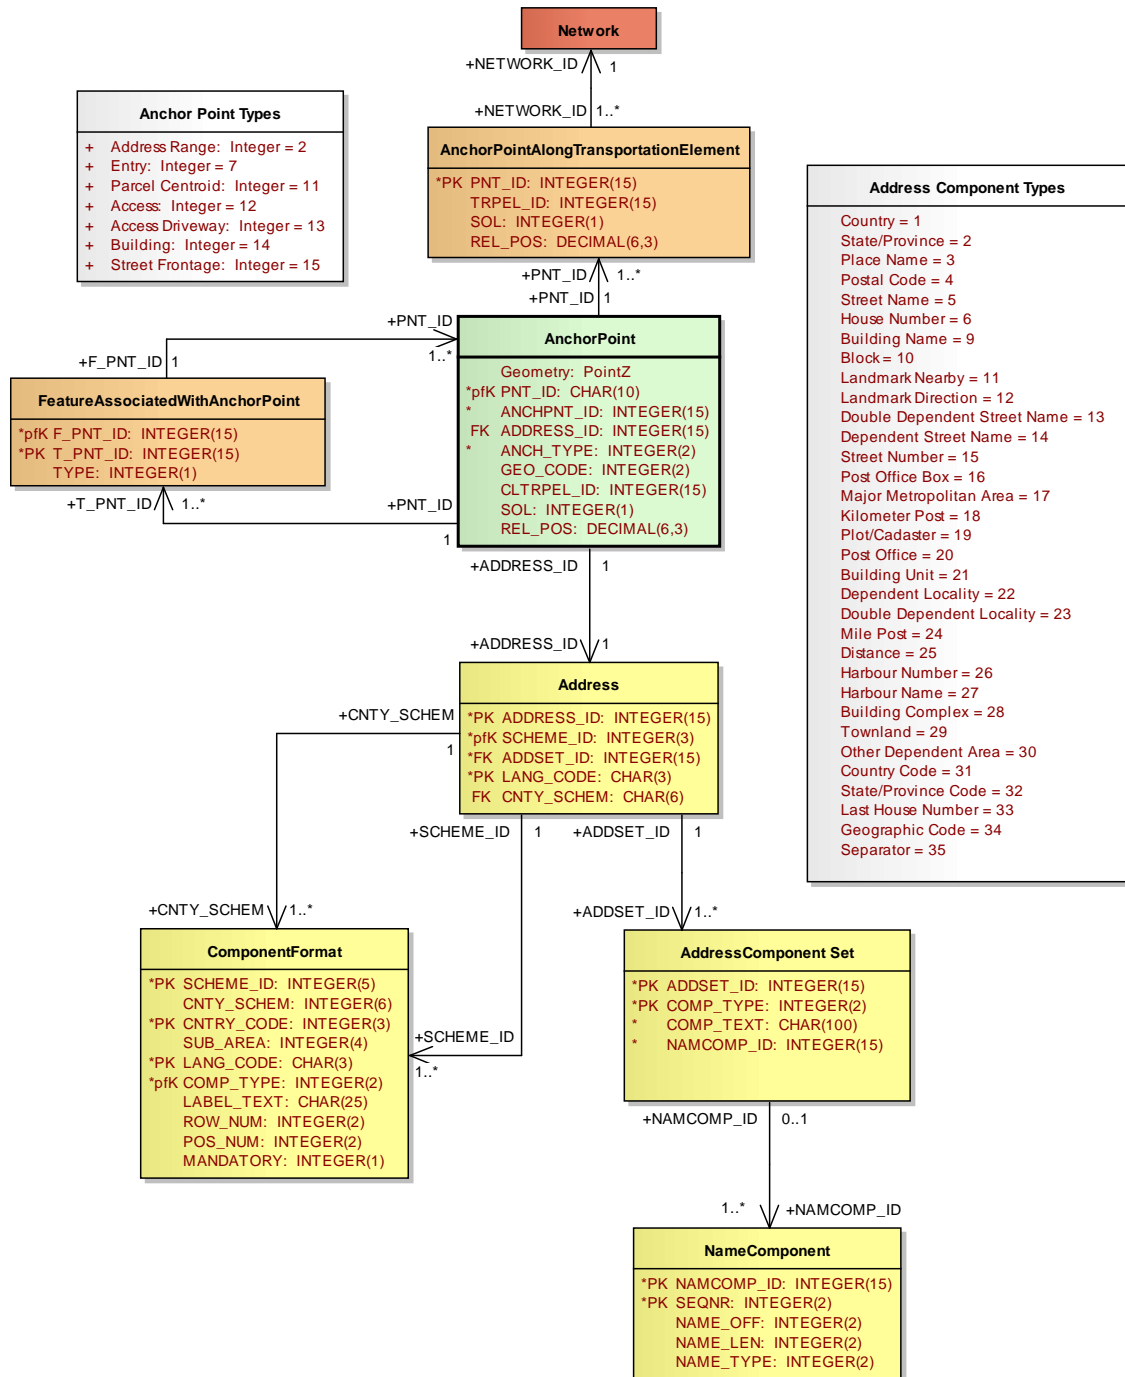 Network
+NETWORK_ID
1
+NETWORK_ID
1..*
Anchor Point Types
+ Address Range: Integer = 2
+ Entry: Integer = 7
+ Parcel Centroid: Integer = 11
+ Access: Integer = 12
+ Access Driveway: Integer = 13
+ Building: Integer = 14
+ Street Frontage: Integer = 15
AnchorPointAlongTransportationElement
*PK PNT_ID: INTEGER(15)
TRPEL_ID: INTEGER(15)
SOL: INTEGER(1)
REL_POS: DECIMAL(6,3)
+PNT_ID
1..*
+PNT_ID
1
Address Component Types
Country = 1
State/Province = 2
Place Name = 3
Postal Code = 4
Street Name = 5
House Number = 6
Building Name = 9
Block = 10
Landmark Nearby = 11
Landmark Direction = 12
Double Dependent Street Name = 13
Dependent Street Name = 14
Street Number = 15
Post Office Box = 16
Major Metropolitan Area = 17
Kilometer Post = 18
Plot/Cadaster = 19
Post Office = 20
Building Unit = 21
Dependent Locality = 22
Double Dependent Locality = 23
Mile Post = 24
Distance = 25
Harbour Number = 26
Harbour Name = 27
Building Complex = 28
Townland = 29
Other Dependent Area = 30
Country Code = 31
State/Province Code = 32
Last House Number = 33
Geographic Code = 34
Separator = 35
+PNT_ID
1..*
+F_PNT_ID
1
AnchorPoint
Geometry: PointZ
*pfK PNT_ID: CHAR(10)
* ANCHPNT_ID: INTEGER(15)
FK ADDRESS_ID: INTEGER(15)
* ANCH_TYPE: INTEGER(2)
GEO_CODE: INTEGER(2)
CLTRPEL_ID: INTEGER(15)
SOL: INTEGER(1)
REL_POS: DECIMAL(6,3)
FeatureAssociatedWithAnchorPoint
*pfK F_PNT_ID: INTEGER(15)
*PK T_PNT_ID: INTEGER(15)
TYPE: INTEGER(1)
+T_PNT_ID
1..*
+PNT_ID
1
+ADDRESS_ID
1
+ADDRESS_ID
1
Address
*PK ADDRESS_ID: INTEGER(15)
*pfK SCHEME_ID: INTEGER(3)
*FK ADDSET_ID: INTEGER(15)
*PK LANG_CODE: CHAR(3)
FK CNTY_SCHEM: CHAR(6)
+CNTY_SCHEM
1
+SCHEME_ID
1
+ADDSET_ID
1
+CNTY_SCHEM
1..*
+ADDSET_ID
1..*
ComponentFormat
*PK SCHEME_ID: INTEGER(5)
CNTY_SCHEM: INTEGER(6)
*PK CNTRY_CODE: INTEGER(3)
SUB_AREA: INTEGER(4)
*PK LANG_CODE: CHAR(3)
*pfK COMP_TYPE: INTEGER(2)
LABEL_TEXT: CHAR(25)
ROW_NUM: INTEGER(2)
POS_NUM: INTEGER(2)
MANDATORY: INTEGER(1)
+SCHEME_ID
1..*
AddressComponent Set
*PK ADDSET_ID: INTEGER(15)
*PK COMP_TYPE: INTEGER(2)
* COMP_TEXT: CHAR(100)
* NAMCOMP_ID: INTEGER(15)
+NAMCOMP_ID
0..1
1..*
+NAMCOMP_ID
NameComponent
*PK NAMCOMP_ID: INTEGER(15)
*PK SEQNR: INTEGER(2)
NAME_OFF: INTEGER(2)
NAME_LEN: INTEGER(2)
NAME_TYPE: INTEGER(2)